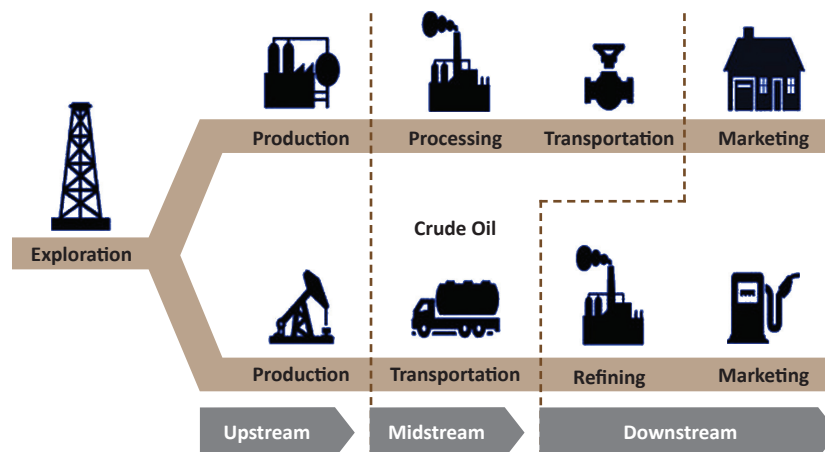 Production
Processing
Transportation
Marketing
Crude Oil
Exploration
Production
Transportation
Refining
Marketing
Upstream
Midstream
Downstream